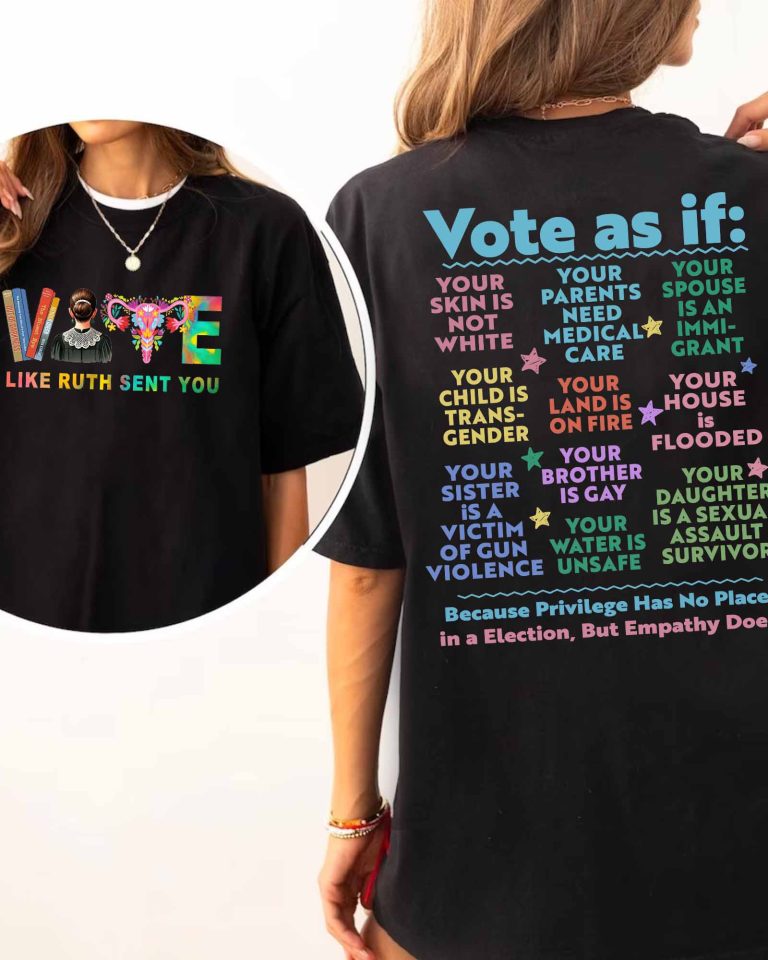 VOTE
LIKE RUTH SENT YOU
Vote as if:
YOUR
SKIN IS
NOT
WHITE
YOUR
PARENTS
NEED
MEDICAL
CARE
YOUR
SPOUSE
IS AN
IMMI-
GRANT
YOUR
CHILD IS
TRANS-
GENDER
YOUR
LAND IS
ON FIRE
YOUR
HOUSE
iS
FLOODED
YOUR
SISTER
iS A
VICTIM
OF GUN
VIOLENCE
YOUR
BROTHER
IS GAY
YOUR
WATER IS
UNSAFE
YOUR
DAUGHTER
IS A SEXUA
ASSAULT
SURVIVOR
Because Privilege Has No Place
in a Election, But Empathy Doe